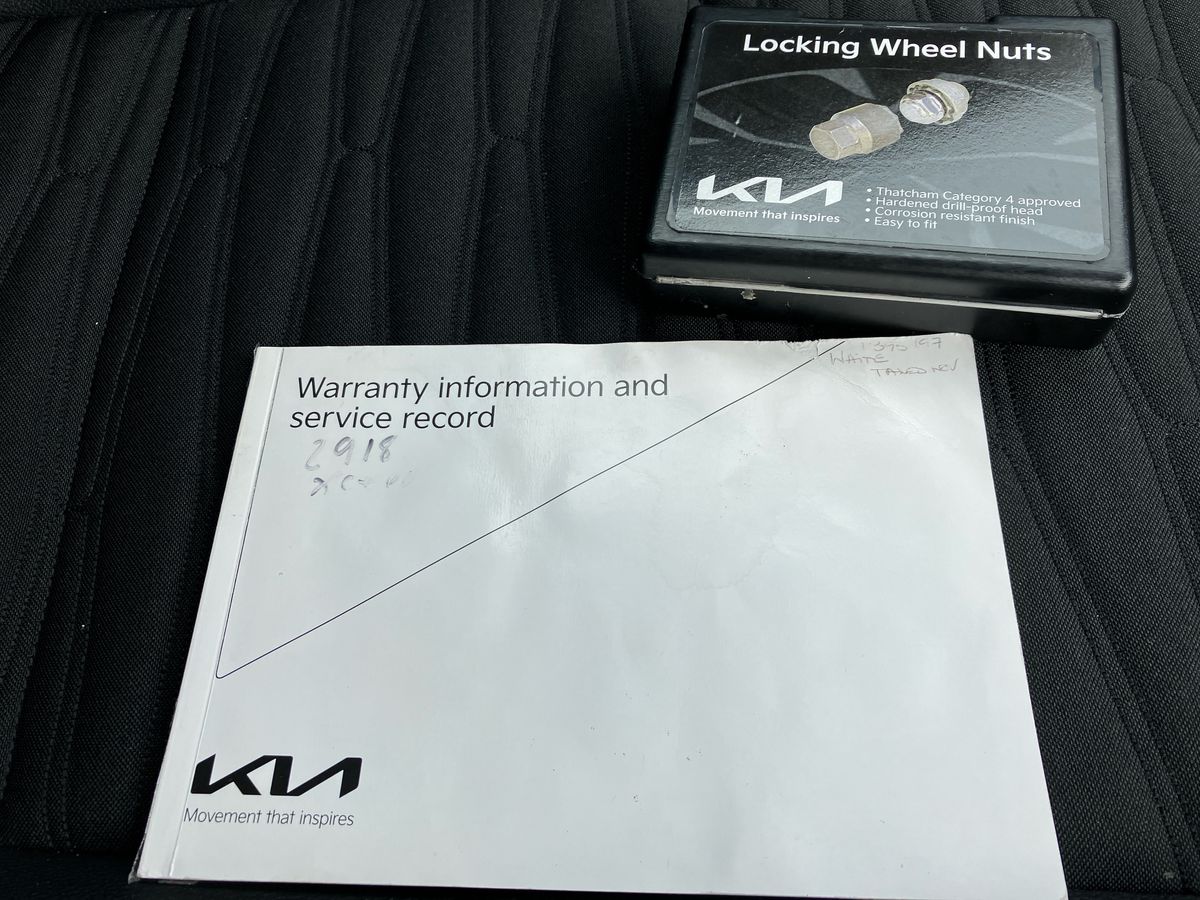 Locking Wheel Nuts
KIA
Movement that inspires
• Thatcham Category 4 approved
• Hardened drill-proof head
• Corrosion resistant finish
• Easy to fit
WHITE
Warranty information and
service record
2918
KIA
Movement that inspires